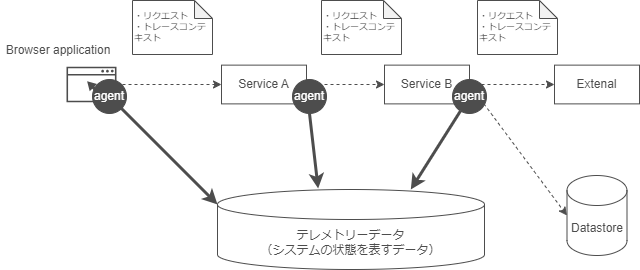 ・リクエスト
・トレースコンテ
キスト
・リクエスト
・トレースコンテ
キスト
・リクエスト
・トレースコンテ
キスト
Browser application
agent
Service A
agent
Service B
agent
Extenal
テレメトリーデータ
（システムの状態を表すデータ）
Datastore